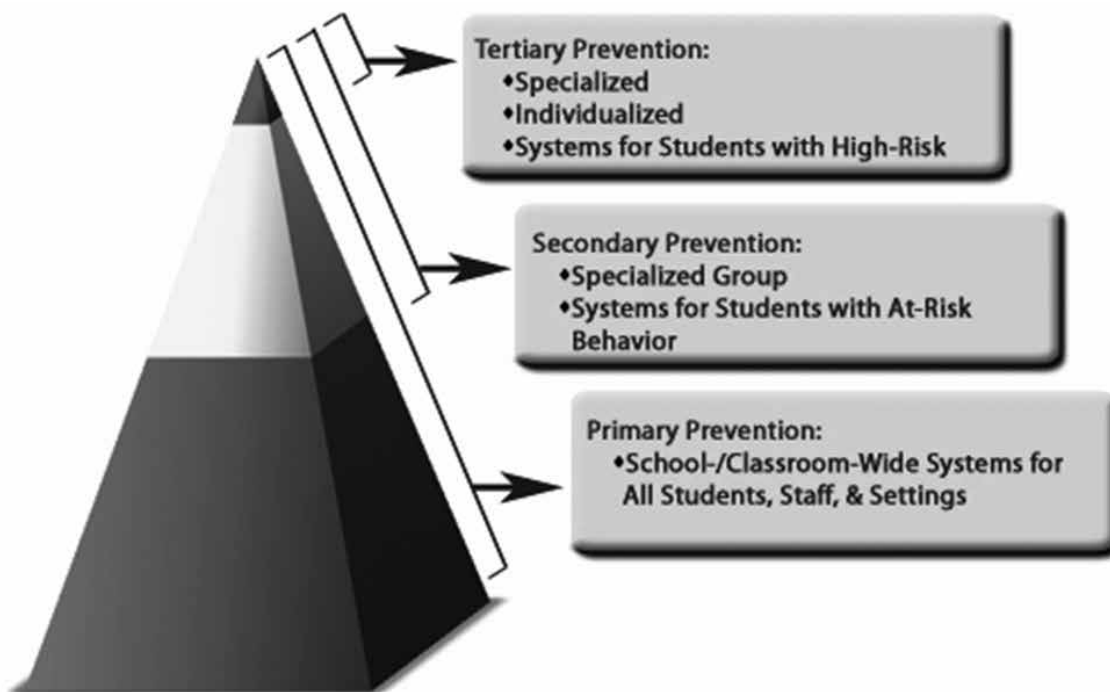 Tertiary Prevention:
♦Specialized
♦Individualized
♦Systems for Students with High-Risk
Secondary Prevention:
♦Specialized Group
♦Systems for Students with At-Risk
Behavior
Primary Prevention:
♦School-/Classroom-Wide Systems for
All Students, Staff, & Settings